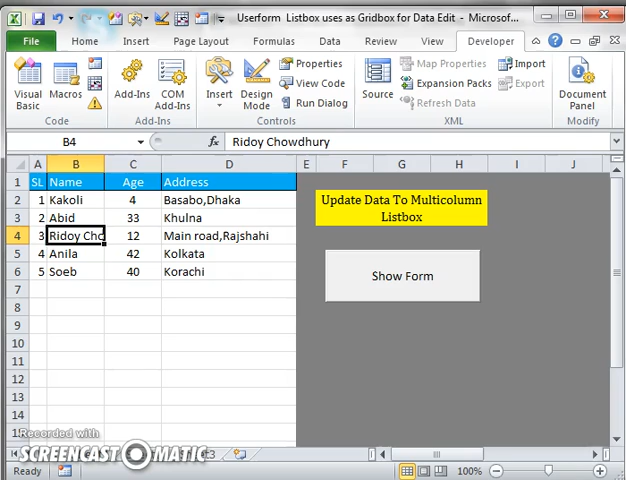 Userform Listbox uses as Gridbox for Data Edit - Microsoft...
File Home Insert Page Layout Formulas Data Review View Developer
Visual Basic
Macros
Add-Ins
COM Add-Ins
Insert
Design Mode
Properties
View Code
Run Dialog
Source
Map Properties
Expansion Packs
Refresh Data
Import
Export
Document Panel
Code Add-Ins Controls XML Modify
B4 fx Ridoy Chowdhury
A B C D E F G H I J
1 SL Name Age Address
2 1 Kakoli 4 Basabo,Dhaka
3 2 Abid 33 Khulna
4 3 Ridoy Cho 12 Main road,Rajshahi
5 4 Anila 42 Kolkata
6 5 Soeb 40 Korachi
7
8
9
10
11
12
13
14
Update Data To Multicolumn
Listbox
Show Form
Recorded with
SCREENCAST MATIC
Ready 100%